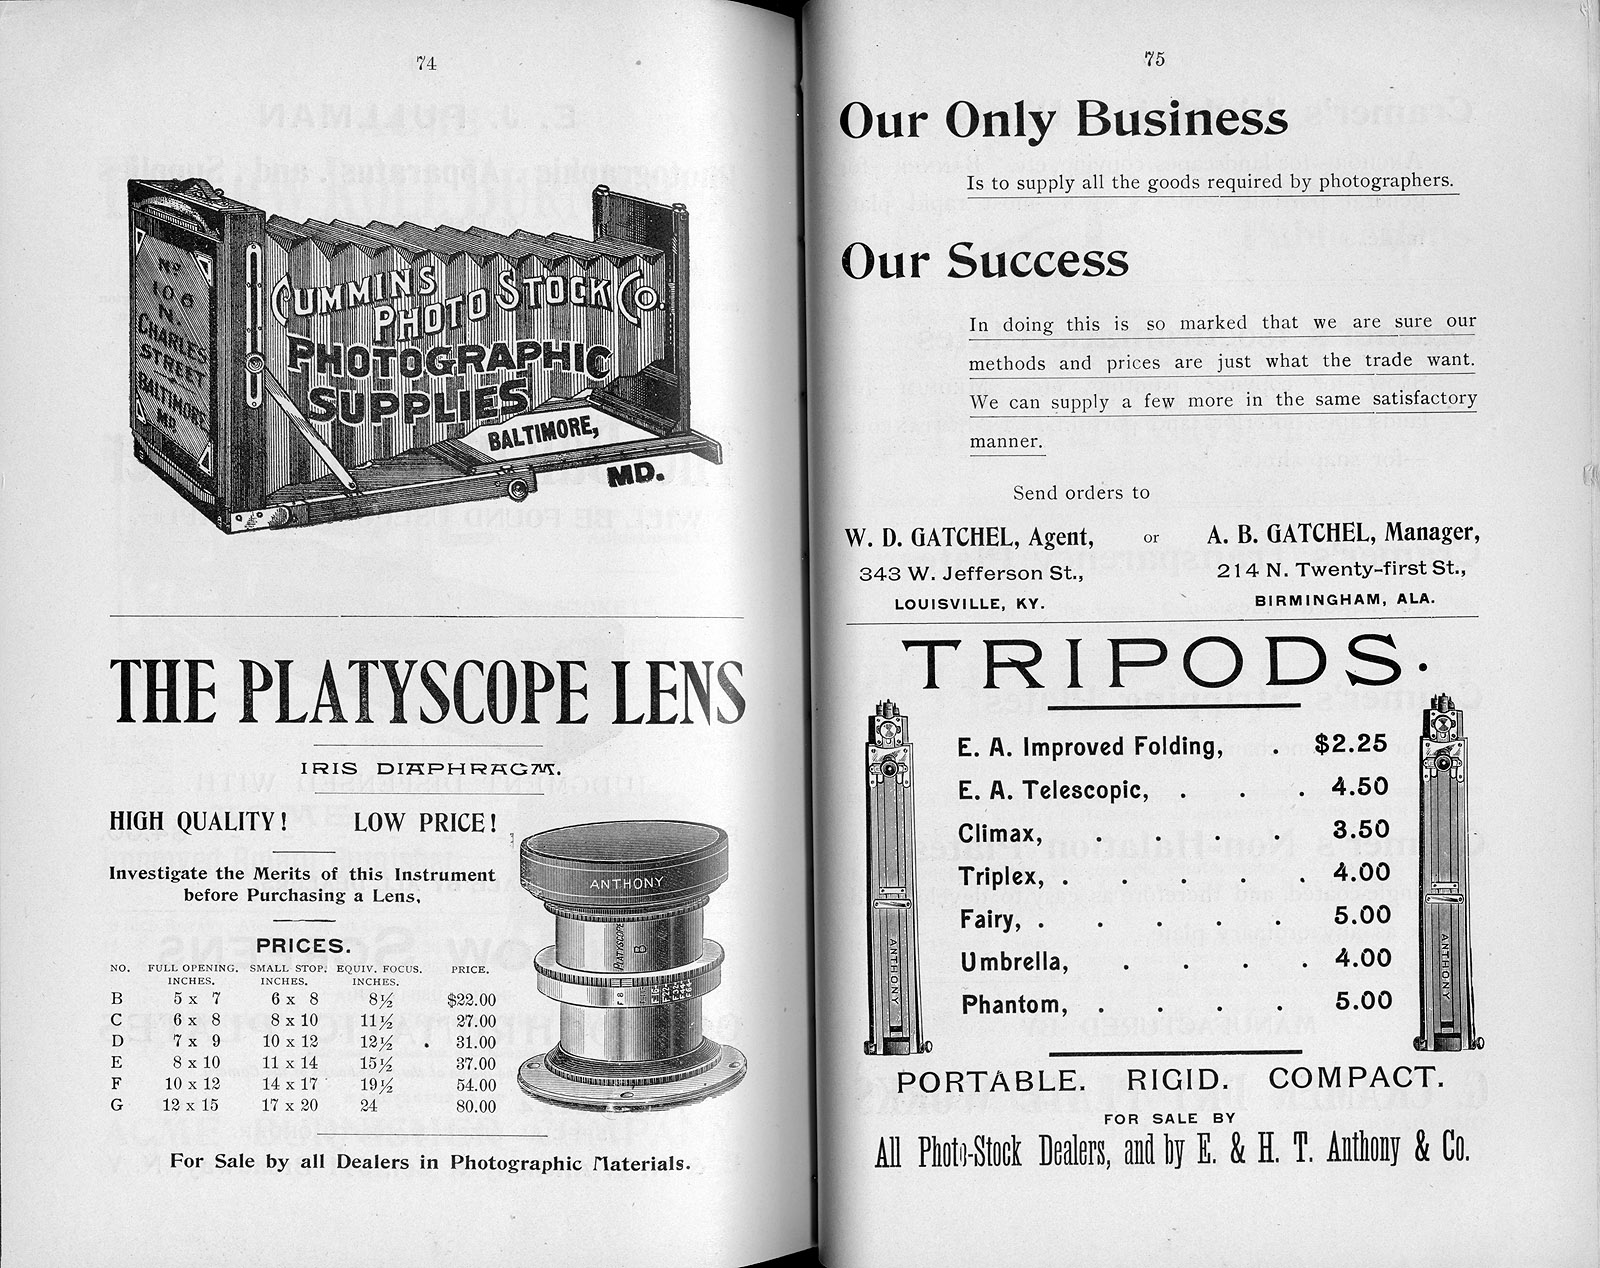 74
No
106
N.
CHARLES
STREET
BALTIMORE
MD.
CUMMINS
PHOTO STOCK CO.
PHOTOGRAPHIC
SUPPLIES
BALTIMORE,
MD.
THE PLATYSCOPE LENS
IRIS DIAPHRAGM.
HIGH QUALITY! LOW PRICE!
Investigate the Merits of this Instrument
before Purchasing a Lens.
PRICES.
NO. FULL OPENING. SMALL STOP. EQUIV. FOCUS. PRICE.
INCHES. INCHES. INCHES.
B 5 x 7 6 x 8 8½ $22.00
C 6 x 8 8 x 10 11½ 27.00
D 7 x 9 10 x 12 12½ . 31.00
E 8 x 10 11 x 14 15½ 37.00
F 10 x 12 14 x 17 19½ 54.00
G 12 x 15 17 x 20 24 80.00
ANTHONY
PLATYSCOPE
B
F 8
For Sale by all Dealers in Photographic Materials.
75
Our Only Business
Is to supply all the goods required by photographers.
Our Success
In doing this is so marked that we are sure our
methods and prices are just what the trade want.
We can supply a few more in the same satisfactory
manner.
Send orders to
W. D. GATCHEL, Agent, or A. B. GATCHEL, Manager,
343 W. Jefferson St., 214 N. Twenty-first St.,
LOUISVILLE, KY. BIRMINGHAM, ALA.
TRIPODS.
E. A. Improved Folding, . $2.25
E. A. Telescopic, . . . 4.50
Climax, . . . . 3.50
Triplex, . . . . . 4.00
Fairy, . . . . . 5.00
Umbrella, . . . . 4.00
Phantom, . . . . 5.00
ANTHONY
ANTHONY
PORTABLE. RIGID. COMPACT.
FOR SALE BY
All Photo-Stock Dealers, and by E. & H. T. Anthony & Co.